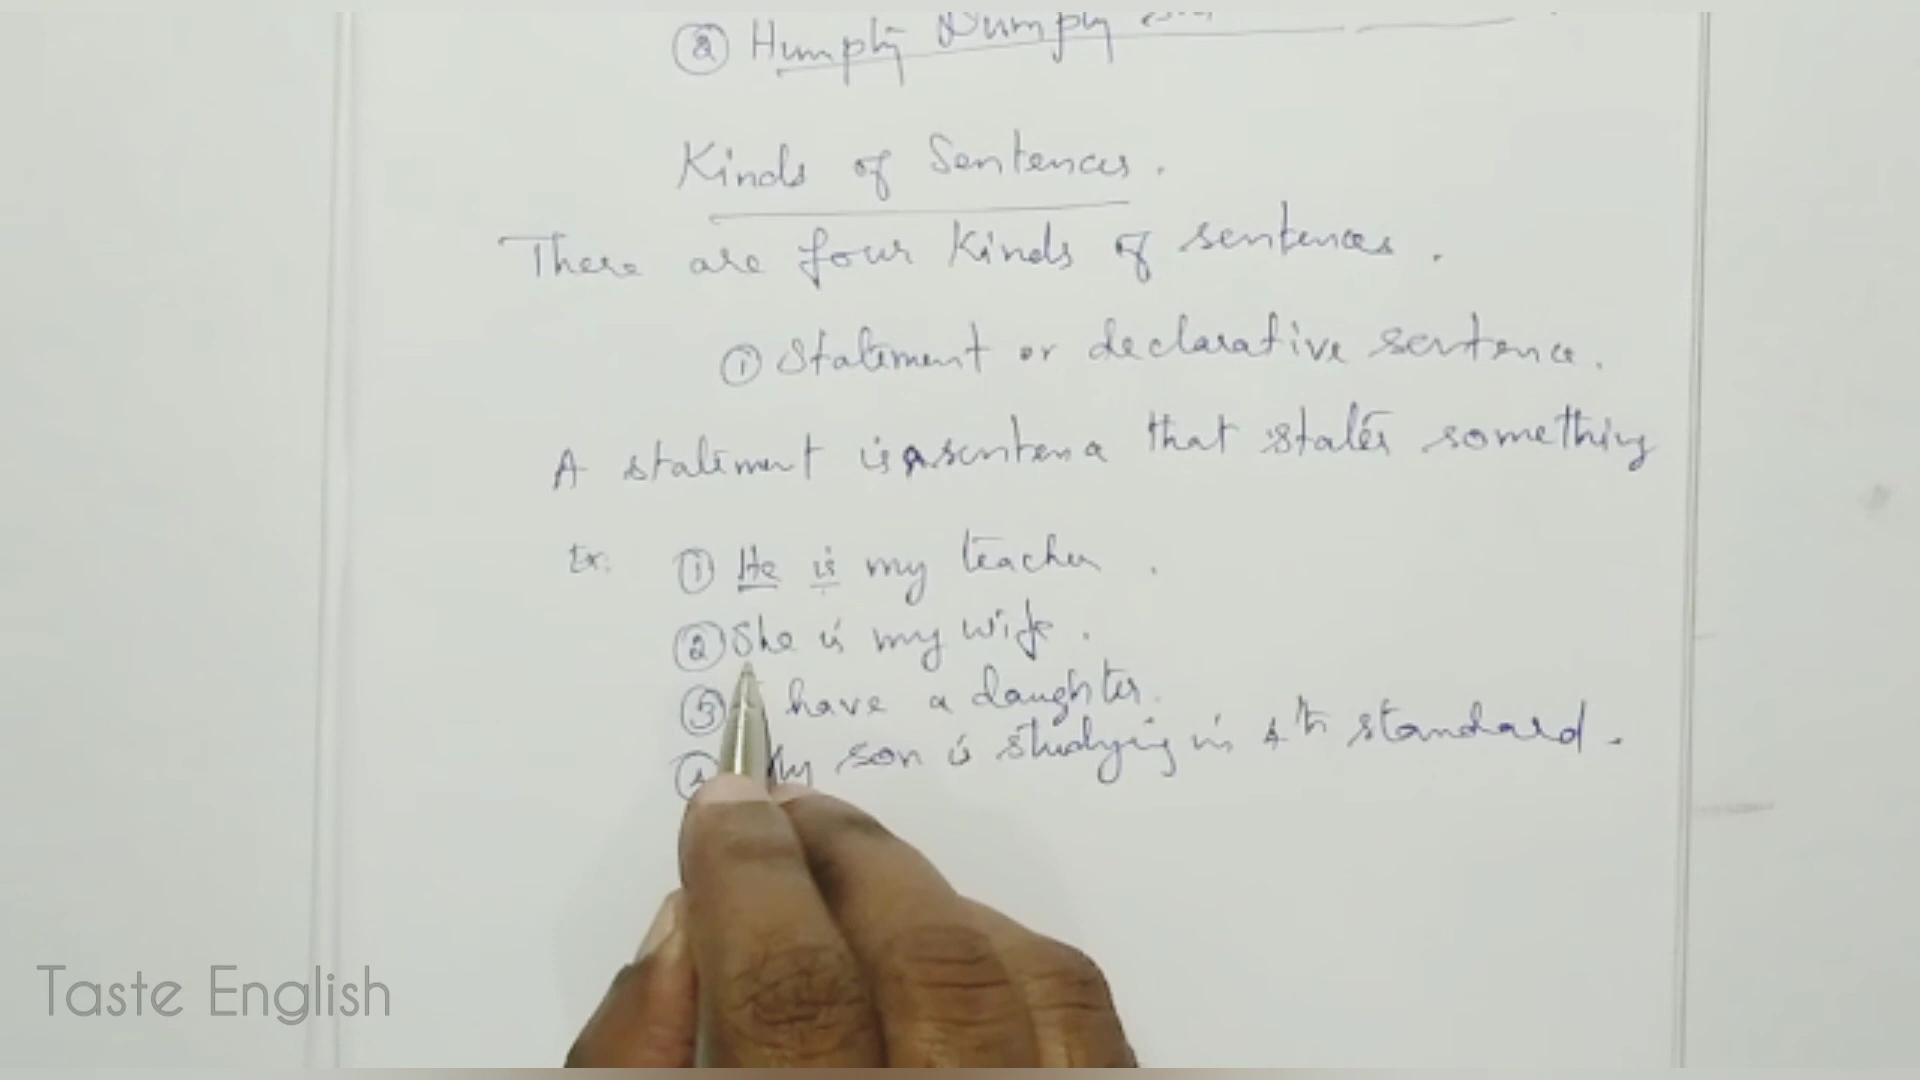 ② Humpty Dumpty
Kinds of Sentences.
There are four kinds of sentences.
① Statement or declarative sentence.
A statement is a sentence that states something
Ex. ① He is my teacher.
② She is my wife.
③ have a daughter.
④ My son is studying in 4th standard.
Taste English